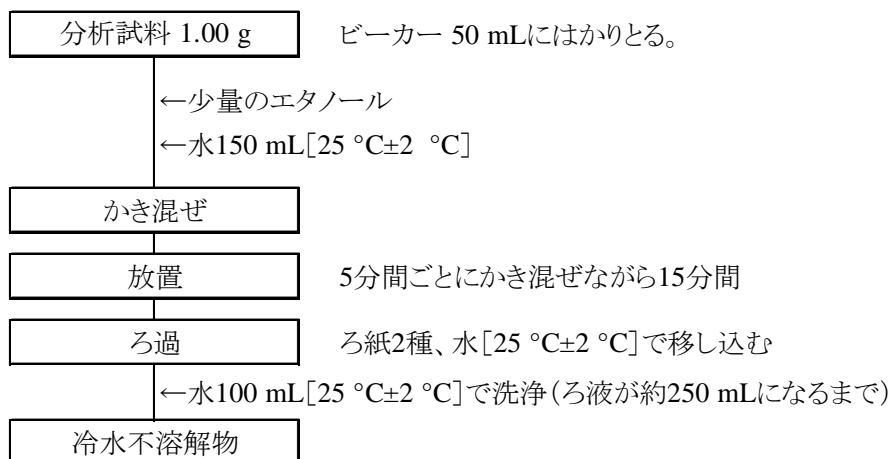 分析試料 1.00 g ビーカー 50 mLにはかりとる。
←少量のエタノール
←水150 mL[25 °C±2 °C]
かき混ぜ
放置 5分間ごとにかき混ぜながら15分間
ろ過 ろ紙2種、水[25 °C±2 °C]で移し込む
←水100 mL[25 °C±2 °C]で洗浄(ろ液が約250 mLになるまで)
冷水不溶解物